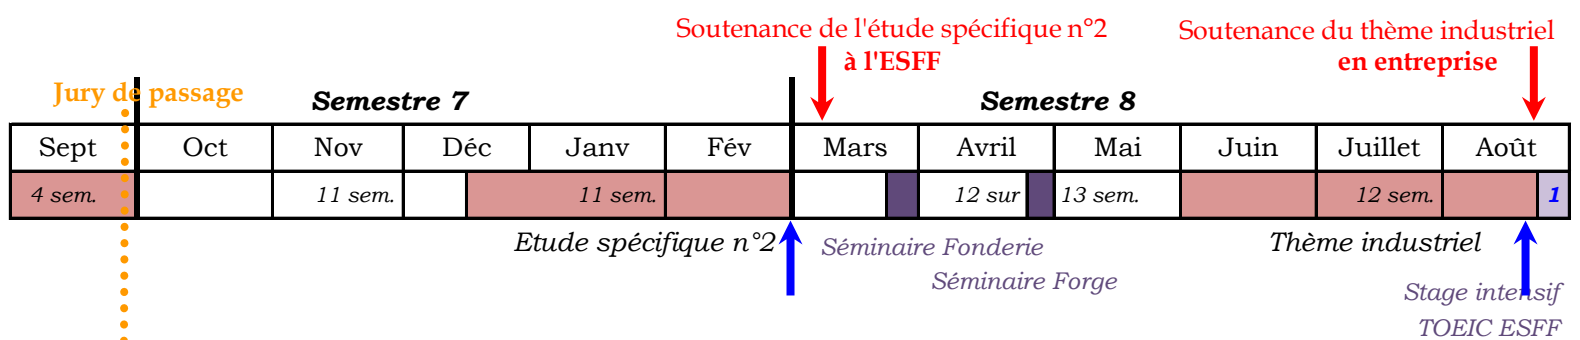 Soutenance de l'étude spécifique n°2
à l'ESFF
Soutenance du thème industriel
en entreprise
Jury de passage
Semestre 7
Semestre 8
Sept Oct Nov Déc Janv Fév Mars Avril Mai Juin Juillet Août
4 sem. 11 sem. 11 sem. 12 sur 13 sem. 12 sem. 1
Etude spécifique n°2
Séminaire Fonderie
Thème industriel
Séminaire Forge
Stage intensif
TOEIC ESFF